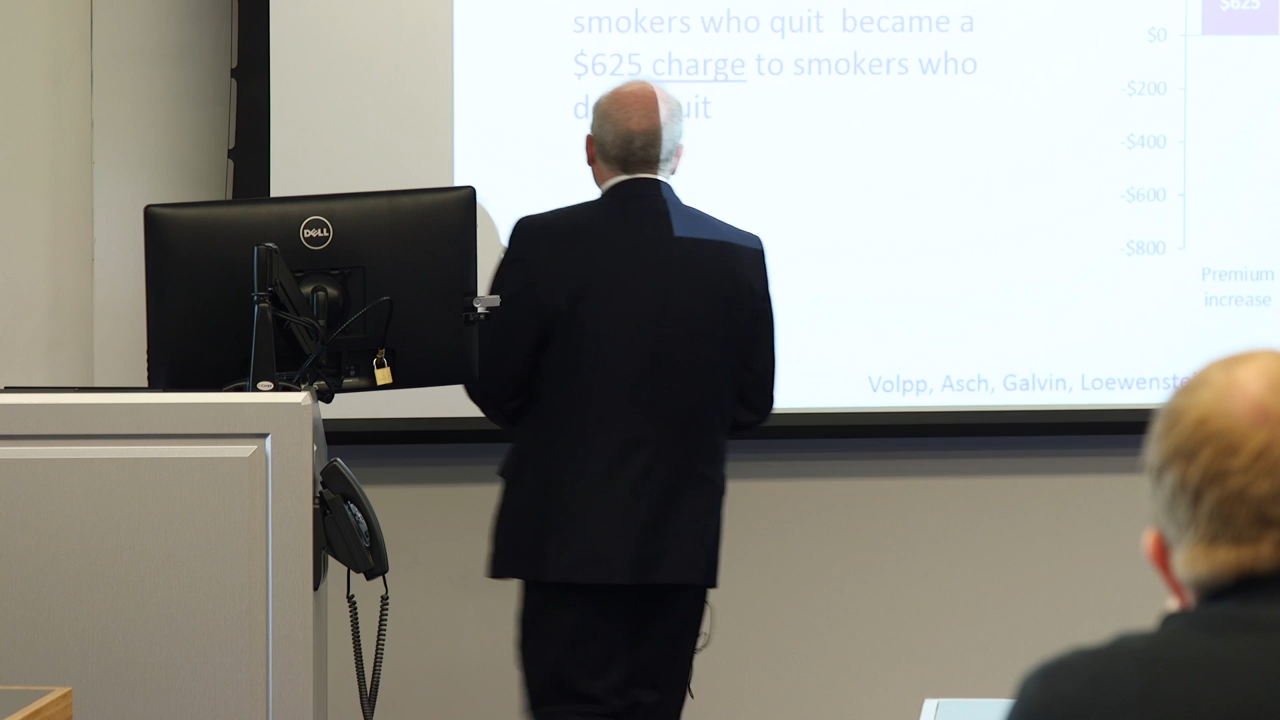 smokers who quit became a
$625 charge to smokers who
quit
$625
$0
-$200
-$400
-$600
-$800
Premium
increase
Volpp, Asch, Galvin,
DELL